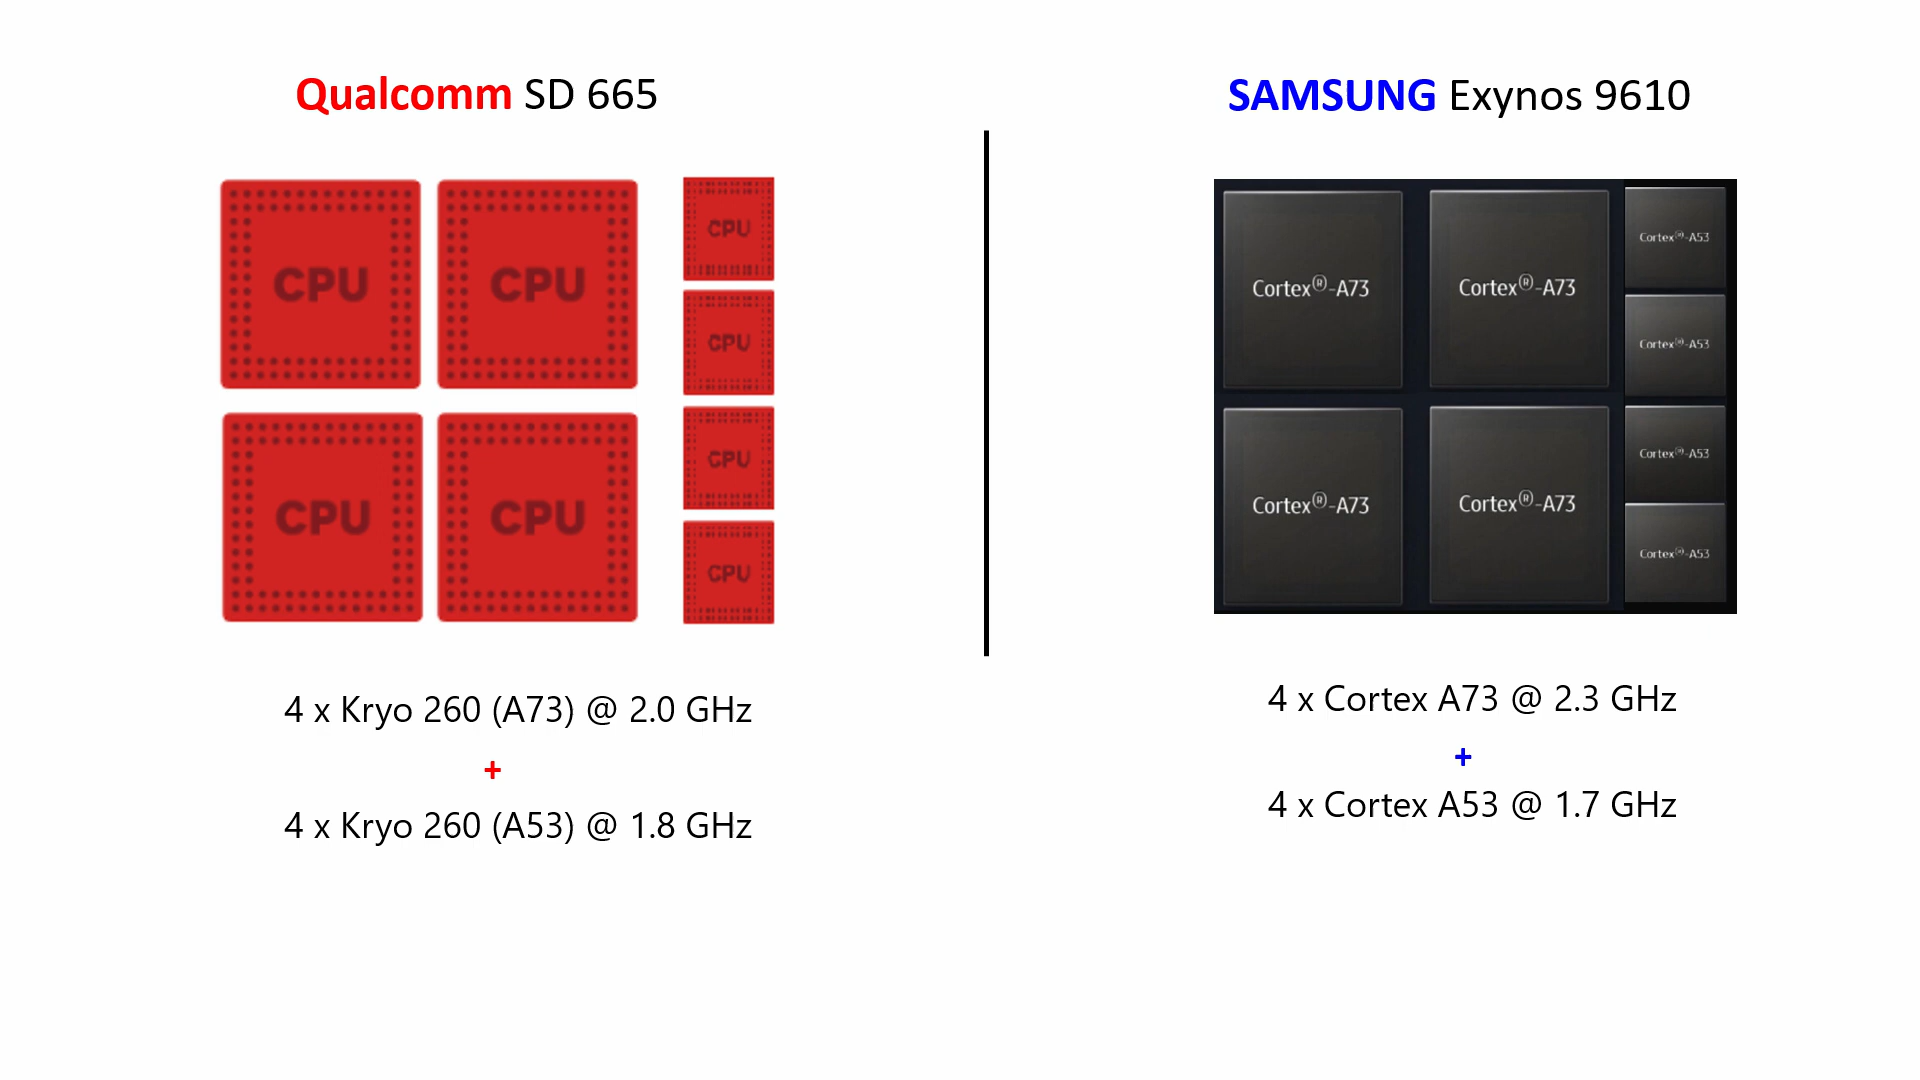 Qualcomm SD 665
CPU
CPU
CPU
CPU
CPU
CPU
CPU
CPU
4 x Kryo 260 (A73) @ 2.0 GHz
+
4 x Kryo 260 (A53) @ 1.8 GHz
SAMSUNG Exynos 9610
Cortex®-A73
Cortex®-A73
Cortex®-A53
Cortex®-A53
Cortex®-A73
Cortex®-A73
Cortex®-A53
Cortex®-A53
4 x Cortex A73 @ 2.3 GHz
+
4 x Cortex A53 @ 1.7 GHz